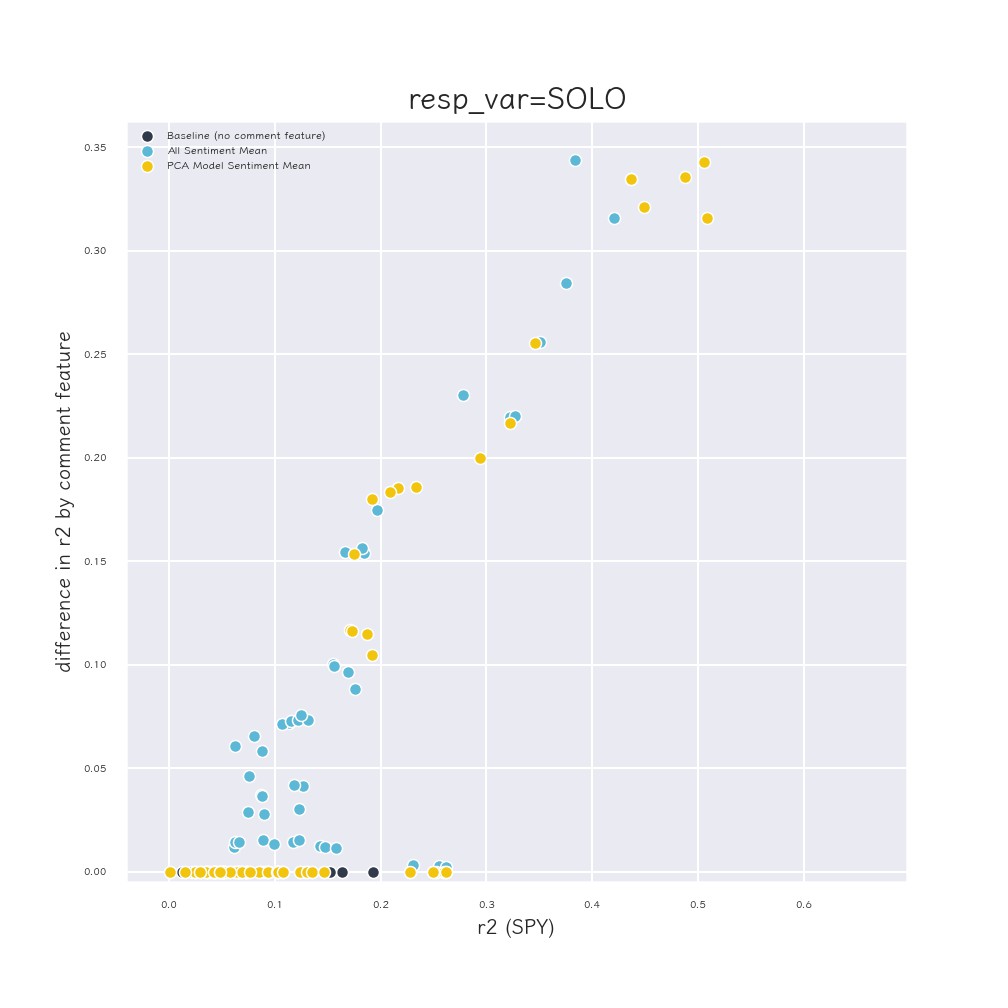 resp_var=SOLO
Baseline (no comment feature)
All Sentiment Mean
PCA Model Sentiment Mean
0.35
0.30
0.25
0.20
0.15
0.10
0.05
0.00
difference in r2 by comment feature
0.0 0.1 0.2 0.3 0.4 0.5 0.6
r2 (SPY)